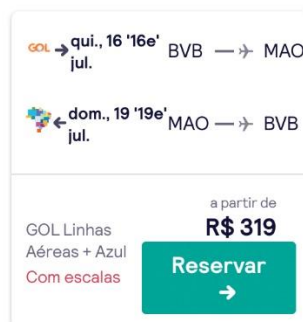 GOL → qui., 16 '16e' jul. BVB — MAO
← dom., 19 '19e' jul. MAO — BVB
a partir de
R$ 319
GOL Linhas
Aéreas + Azul
Com escalas
Reservar
→